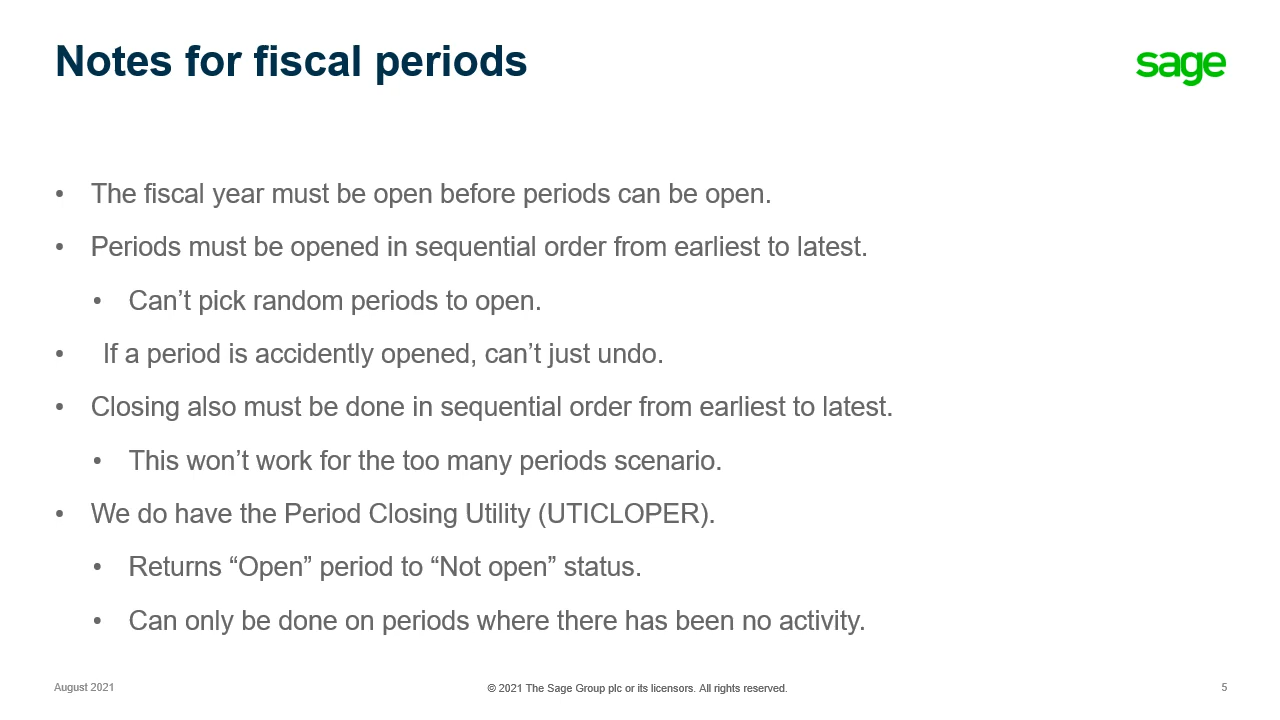 Notes for fiscal periods
sage
• The fiscal year must be open before periods can be open.
• Periods must be opened in sequential order from earliest to latest.
• Can’t pick random periods to open.
• If a period is accidently opened, can’t just undo.
• Closing also must be done in sequential order from earliest to latest.
• This won’t work for the too many periods scenario.
• We do have the Period Closing Utility (UTICLOPER).
• Returns “Open” period to “Not open” status.
• Can only be done on periods where there has been no activity.
August 2021
© 2021 The Sage Group plc or its licensors. All rights reserved.
5